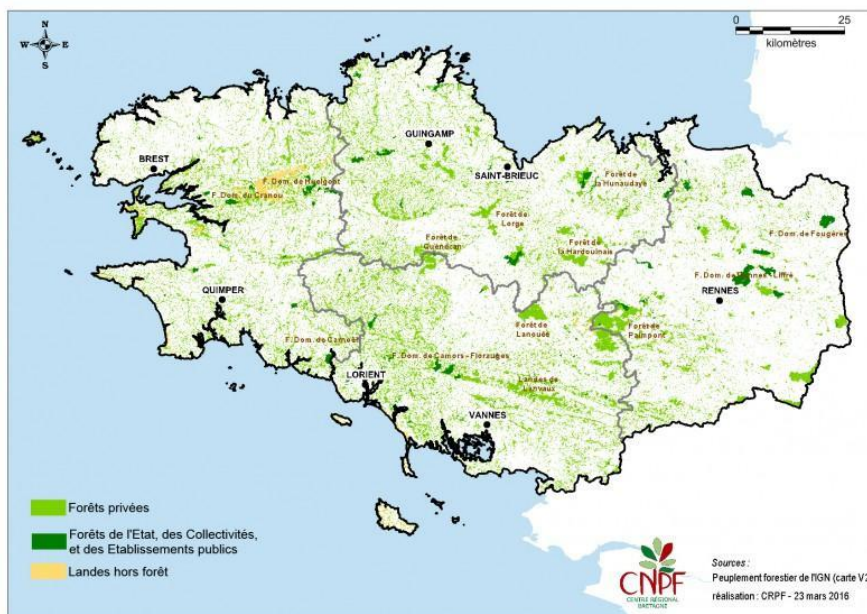 N
W E
S
0 25
kilomètres
GUINGAMP
BREST
SAINT-BRIEUC
Forêt de
la Hunaudaye
F. Dom. de Huelgoat
F. Dom. du Cranou
Forêt de
Lorge
F. Dom. de Fougères
Forêt de
Quénécan
Forêt de
la Hardouinais
F. Dom. de Rennes - Liffré
QUIMPER
RENNES
Forêt de
Lanouée
Forêt de
Paimpont
F. Dom. de Carnoët
F. Dom. de Camors - Floranges
LORIENT
Landes de
Lanvaux
VANNES
Forêts privées
Forêts de l'Etat, des Collectivités,
et des Etablissements publics
Landes hors forêt
CNPF
CENTRE RÉGIONAL
BRETAGNE
Sources :
Peuplement forestier de l'IGN (carte V2
réalisation : CRPF - 23 mars 2016